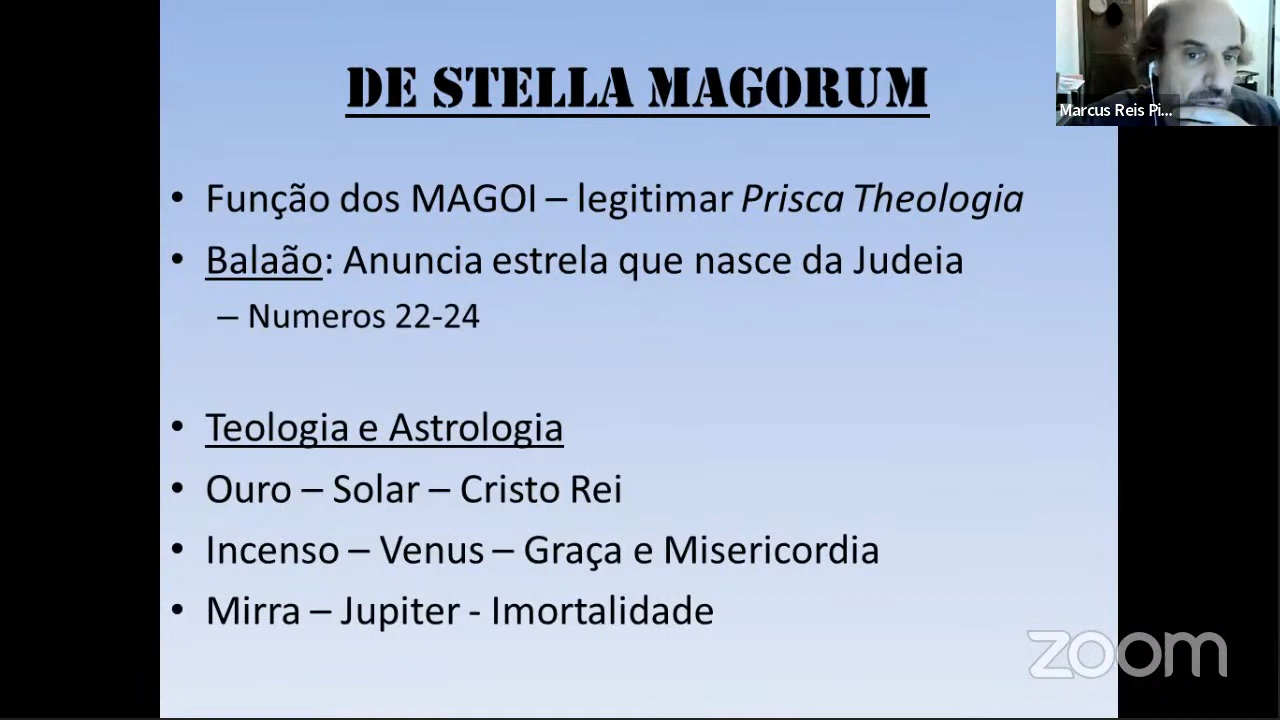 DE STELLA MAGORUM
Marcus Reis Pi...
• Função dos MAGOI – legitimar Prisca Theologia
• Balaão: Anuncia estrela que nasce da Judeia
– Numeros 22-24
• Teologia e Astrologia
• Ouro – Solar – Cristo Rei
• Incenso – Venus – Graça e Misericordia
• Mirra – Jupiter - Imortalidade
zoom